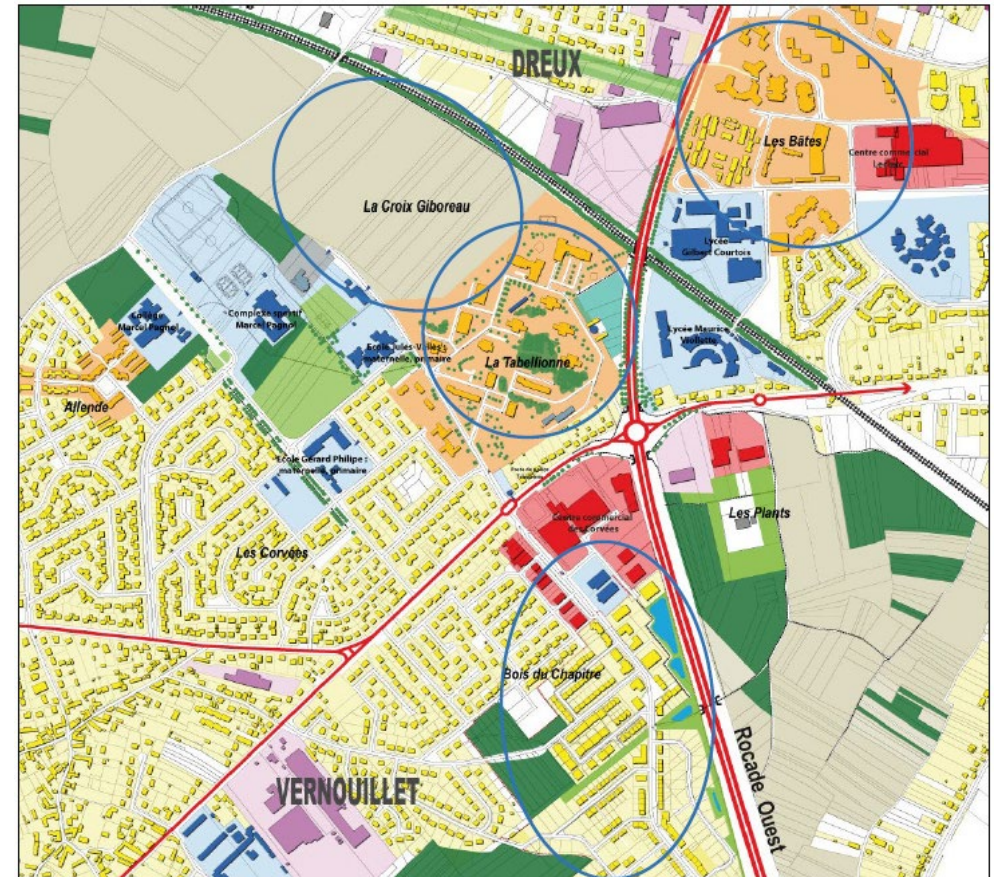 DREUX
Les Bâtes
Centre commercial
Leclerc
La Croix Giboreau
Lycée
Gilbert Courtois
Collège
Marcel Pagnol
Complexe sportif
Marcel Pagnol
Ecole Jules-Vallès :
maternelle, primaire
Lycée Maurice
Viollette
La Tabellionne
Allende
Ecole Gérard Philipe :
maternelle, primaire
Les Plants
Centre commercial
des Corvées
Les Corvées
Bois du Chapitre
Rocade Ouest
VERNOUILLET